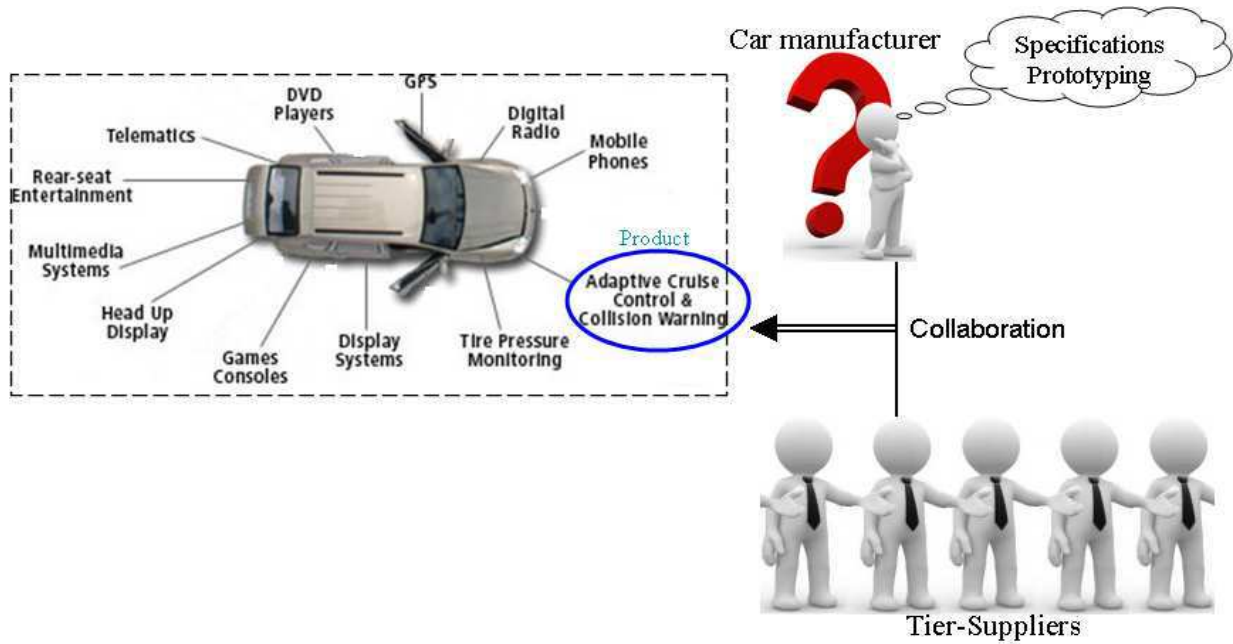 Car manufacturer
Specifications
Prototyping
GPS
DVD
Players
Digital
Radio
Telematics
Mobile
Phones
Rear-seat
Entertainment
Product
Multimedia
Systems
Adaptive Cruise
Control &
Collision Warning
Head Up
Display
Games
Consoles
Display
Systems
Tire Pressure
Monitoring
Collaboration
Tier-Suppliers